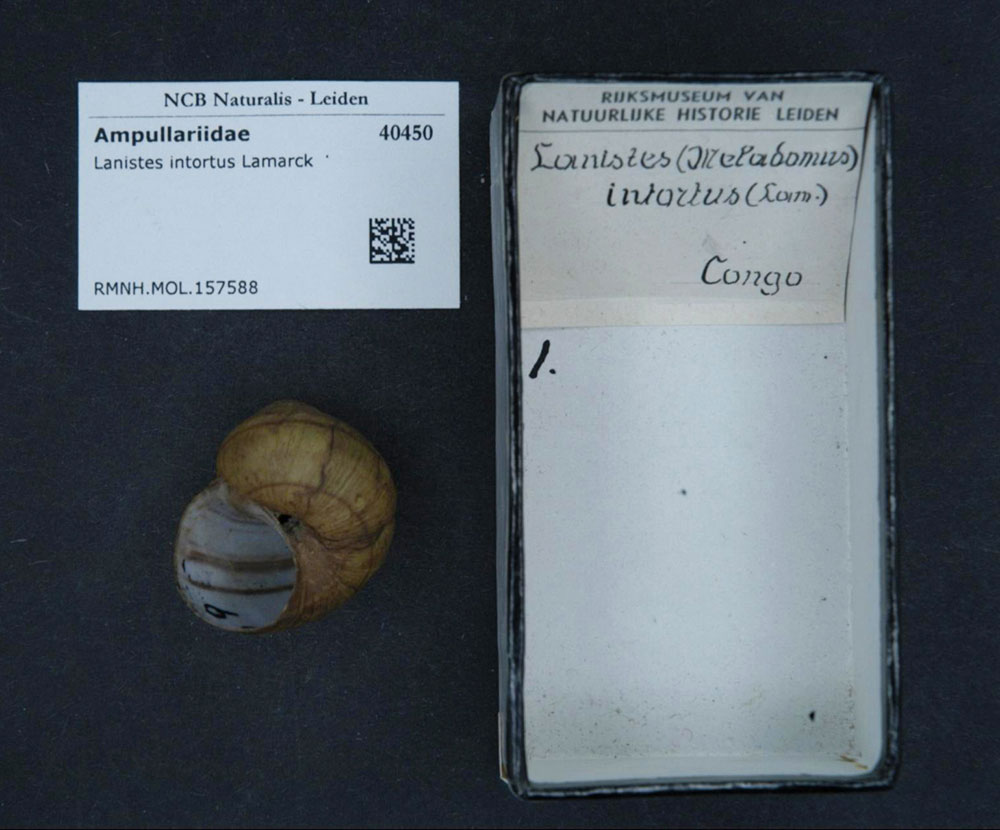 NCB Naturalis - Leiden
Ampullariidae 40450
Lanistes intortus Lamarck
RMNH.MOL.157588
RIJKSMUSEUM VAN
NATUURLIJKE HISTORIE LEIDEN
Lanistes (Metabomus)
intortus (Lam.)
Congo
1.